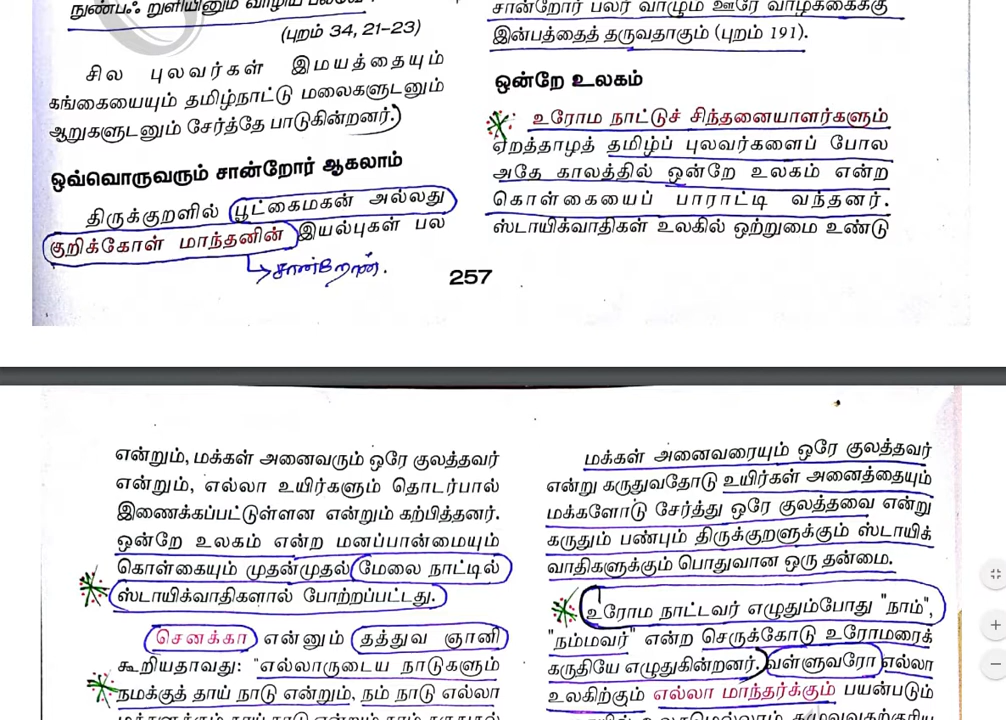 நுண்பஃ றுளியினும் வாழிய பலவே
(புறம் 34, 21-23)
சில புலவர்கள் இமயத்தையும்
கங்கையையும் தமிழ்நாட்டு மலைகளுடனும்
ஆறுகளுடனும் சேர்த்தே பாடுகின்றனர்.
ஒவ்வொருவரும் சான்றோர் ஆகலாம்
திருக்குறளில் பூட்கைமகன் அல்லது
குறிக்கோள் மாந்தனின் இயல்புகள் பல
சான்றோன்.
சான்றோர் பலர் வாழும் ஊரே வாழ்க்கைக்கு
இன்பத்தைத் தருவதாகும் (புறம் 191).
ஒன்றே உலகம்
உரோம நாட்டுச் சிந்தனையாளர்களும்
ஏறத்தாழத் தமிழ்ப் புலவர்களைப் போல
அதே காலத்தில் ஒன்றே உலகம் என்ற
கொள்கையைப் பாராட்டி வந்தனர்.
ஸ்டாயிக்வாதிகள் உலகில் ஒற்றுமை உண்டு
257
என்றும், மக்கள் அனைவரும் ஒரே குலத்தவர்
என்றும், எல்லா உயிர்களும் தொடர்பால்
இணைக்கப்பட்டுள்ளன என்றும் கற்பித்தனர்.
ஒன்றே உலகம் என்ற மனப்பான்மையும்
கொள்கையும் முதன்முதல் மேலை நாட்டில்
ஸ்டாயிக்வாதிகளால் போற்றப்பட்டது.
செனக்கா என்னும் தத்துவ ஞானி
கூறியதாவது: "எல்லாருடைய நாடுகளும்
நமக்குத் தாய் நாடு என்றும், நம் நாடு எல்லா
மக்களை அனைவரையும் ஒரே குலத்தவர்
என்று கருதுவதோடு உயிர்கள் அனைத்தையும்
மக்களோடு சேர்த்து ஒரே குலத்தவை என்று
கருதும் பண்பும் திருக்குறளுக்கும் ஸ்டாயிக்
வாதிகளுக்கும் பொதுவான ஒரு தன்மை.
உரோம நாட்டவர் எழுதும்போது "நாம்",
"நம்மவர்" என்ற செருக்கோடு உரோமரைக்
கருதியே எழுதுகின்றனர். வள்ளுவரோ எல்லா
உலகிற்கும் எல்லா மாந்தர்க்கும் பயன்படும்